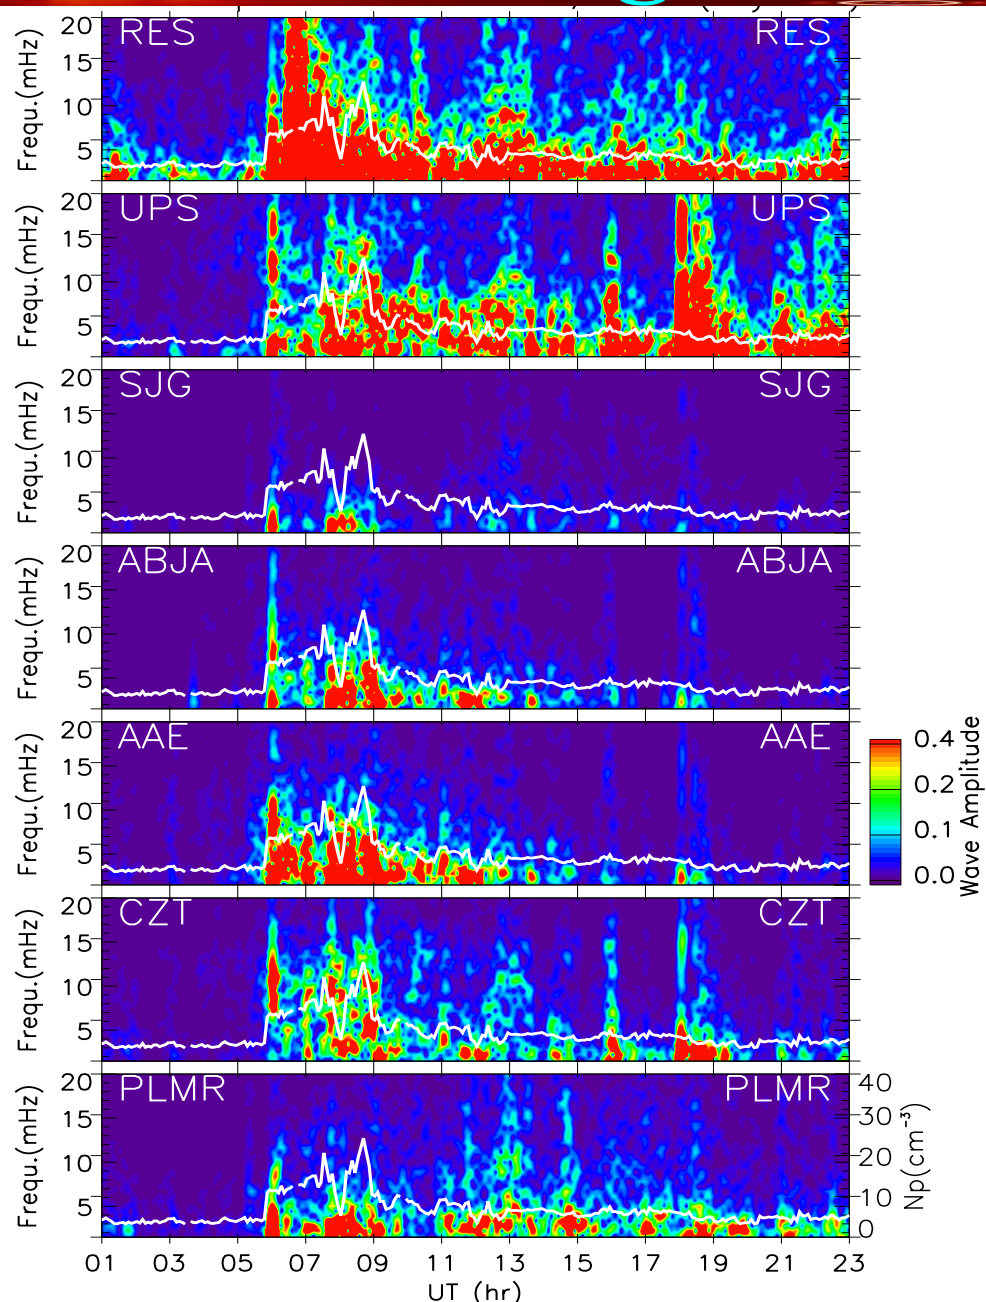 RES RES
20
15
10
5
Frequ.(mHz)
UPS UPS
20
15
10
5
Frequ.(mHz)
SJG SJG
20
15
10
5
Frequ.(mHz)
ABJA ABJA
20
15
10
5
Frequ.(mHz)
AAE AAE
20
15
10
5
Frequ.(mHz)
0.4
0.2
0.1
0.0
Wave Amplitude
CZT CZT
20
15
10
5
Frequ.(mHz)
PLMR PLMR
20
15
10
5
Frequ.(mHz)
40
30
20
10
0
Np(cm⁻³)
01 03 05 07 09 11 13 15 17 19 21 23
UT (hr)